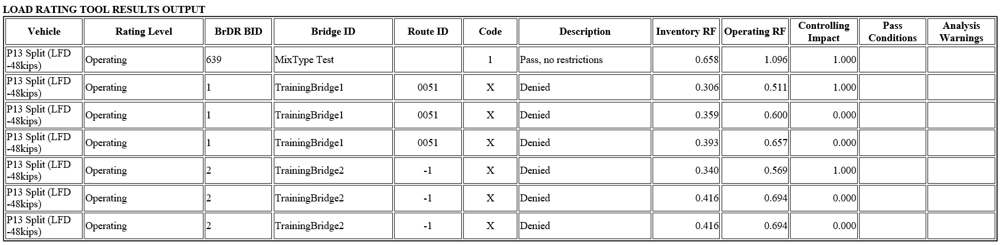 LOAD RATING TOOL RESULTS OUTPUT
Vehicle Rating Level BrDR BID Bridge ID Route ID Code Description Inventory RF Operating RF Controlling Impact Pass Conditions Analysis Warnings
P13 Split (LFD -48kips) Operating 639 MixType Test 1 Pass, no restrictions 0.658 1.096 1.000
P13 Split (LFD -48kips) Operating 1 TrainingBridge1 0051 X Denied 0.306 0.511 1.000
P13 Split (LFD -48kips) Operating 1 TrainingBridge1 0051 X Denied 0.359 0.600 0.000
P13 Split (LFD -48kips) Operating 1 TrainingBridge1 0051 X Denied 0.393 0.657 0.000
P13 Split (LFD -48kips) Operating 2 TrainingBridge2 -1 X Denied 0.340 0.569 1.000
P13 Split (LFD -48kips) Operating 2 TrainingBridge2 -1 X Denied 0.416 0.694 0.000
P13 Split (LFD -48kips) Operating 2 TrainingBridge2 -1 X Denied 0.416 0.694 0.000